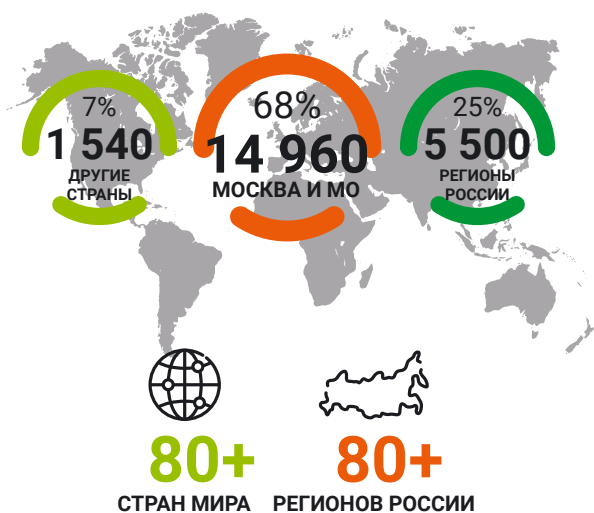 7%
1 540
ДРУГИЕ
СТРАНЫ
68%
14 960
МОСКВА И МО
25%
5 500
РЕГИОНЫ
РОССИИ
80+
СТРАН МИРА
80+
РЕГИОНОВ РОССИИ